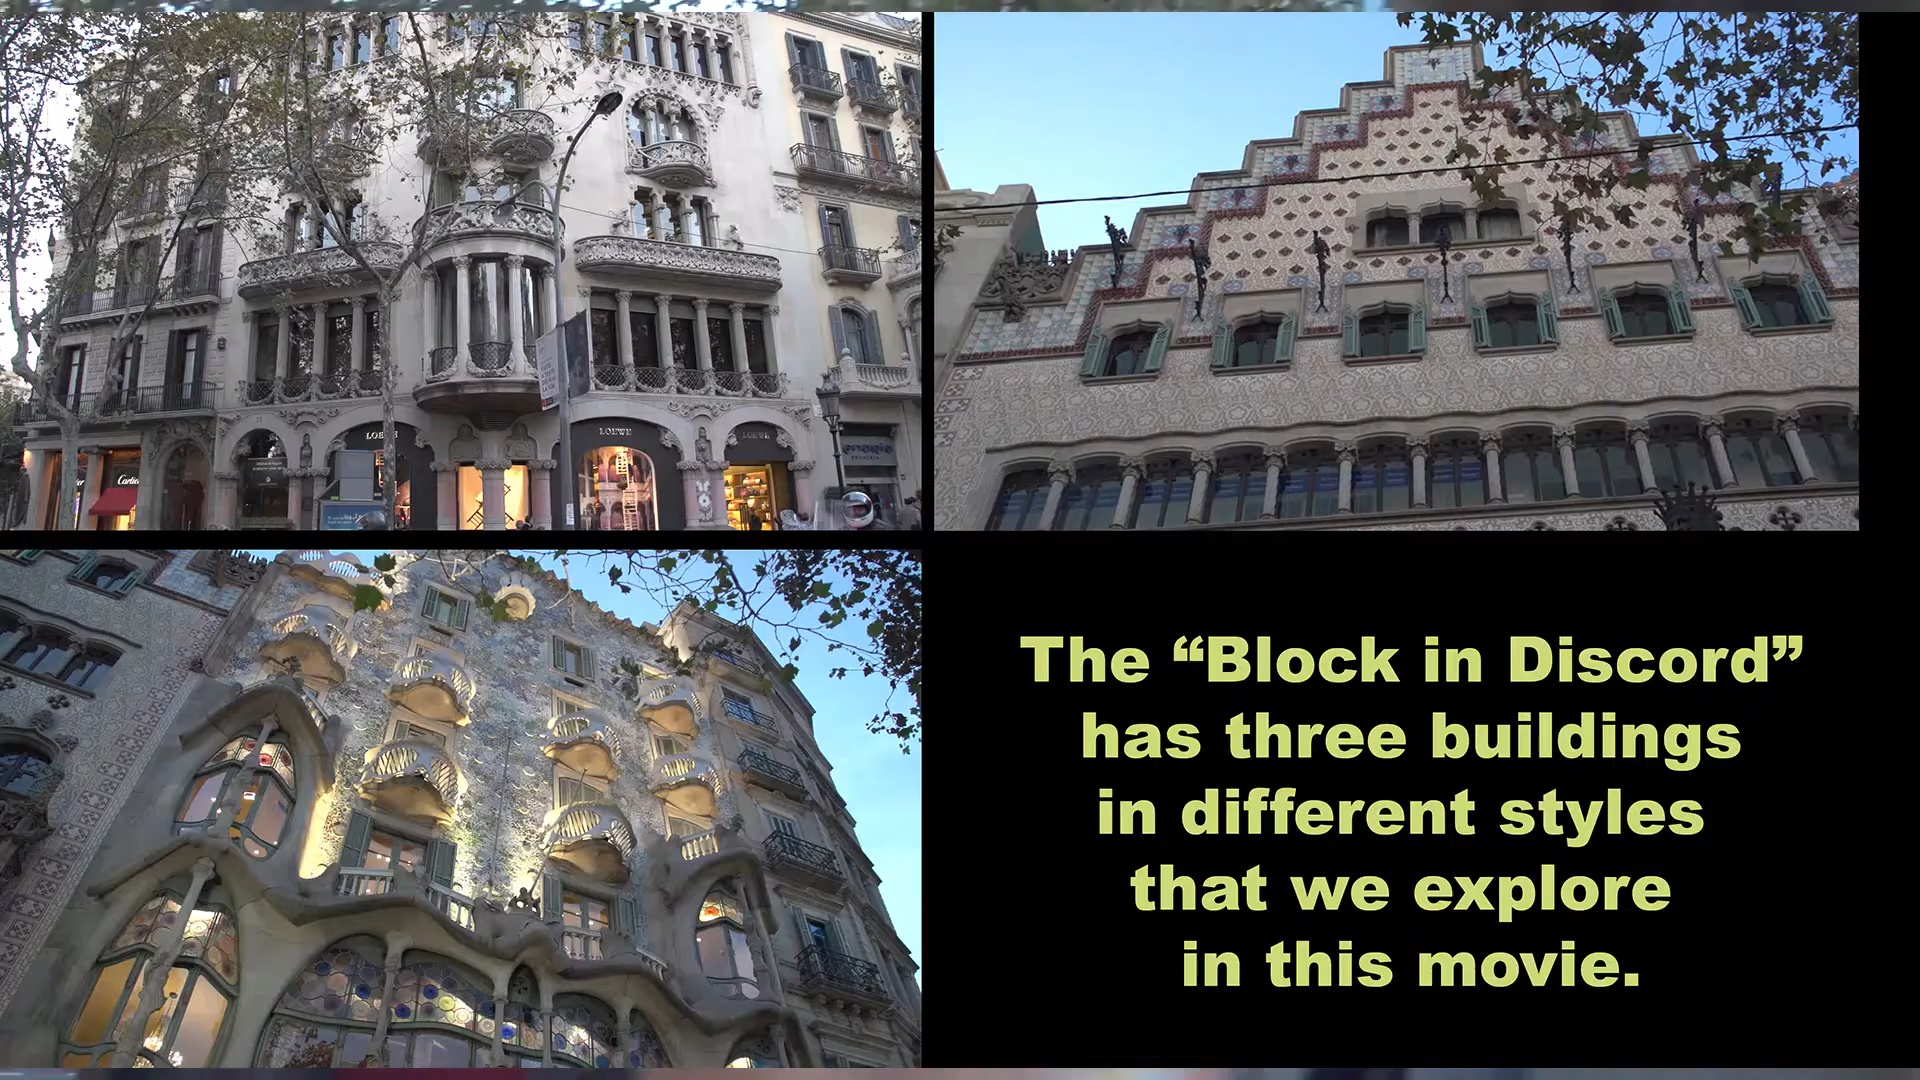 LOEWE
LOEWE
LOEWE
Cartier
The “Block in Discord”
has three buildings
in different styles
that we explore
in this movie.